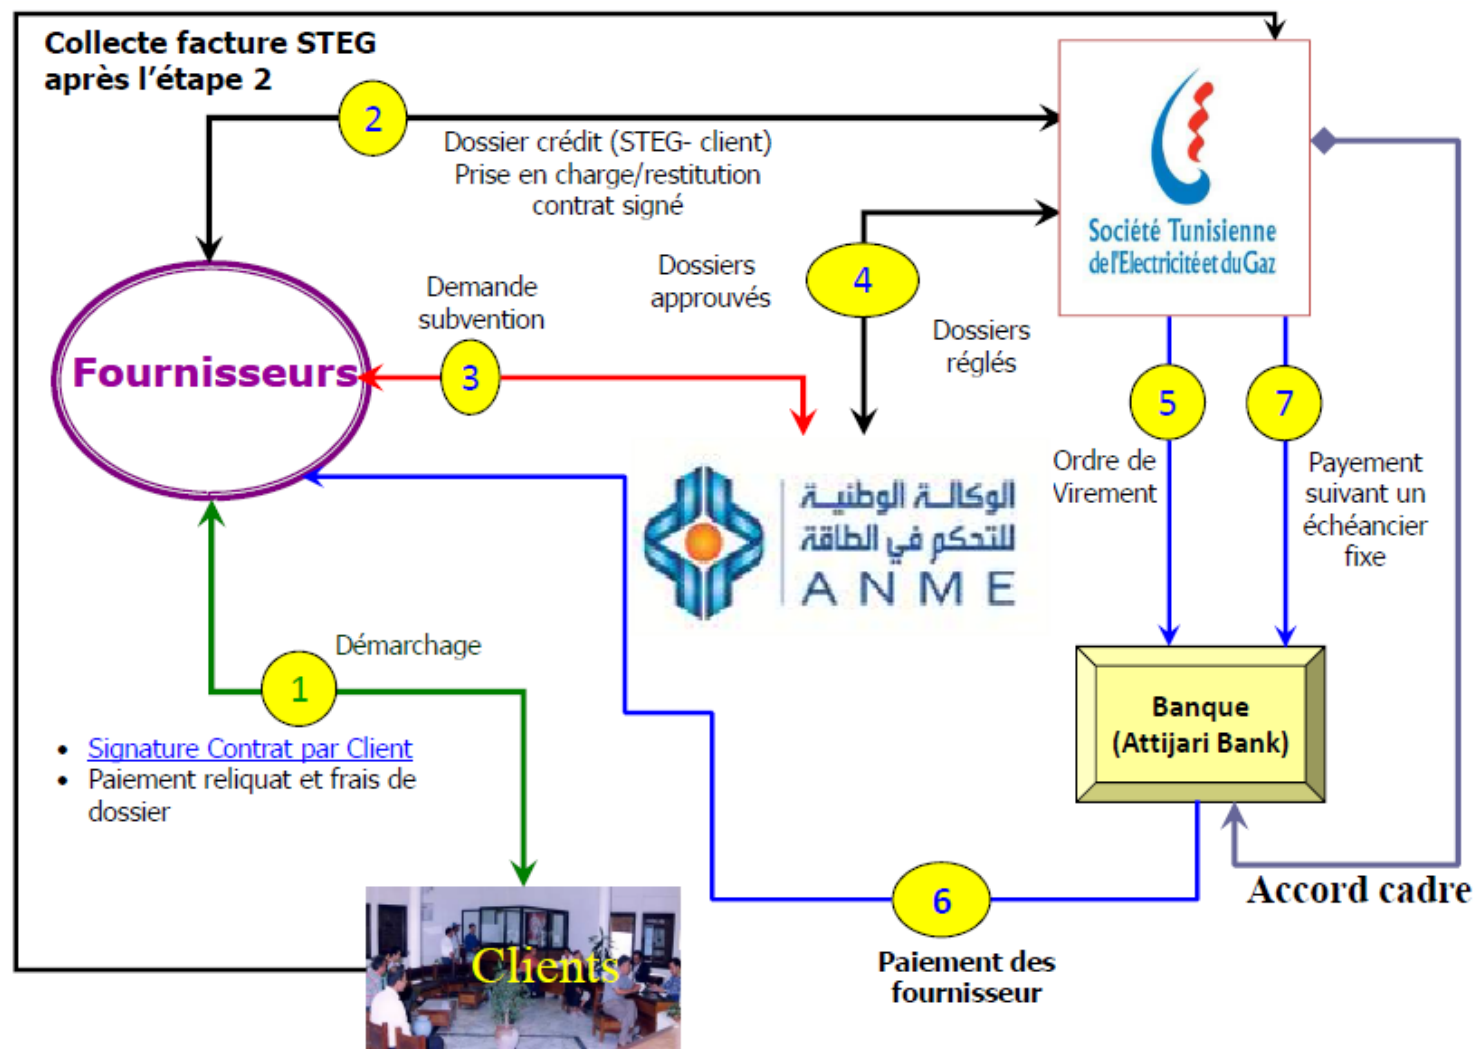 Collecte facture STEG
après l'étape 2
2
Dossier crédit (STEG- client)
Prise en charge/restitution
contrat signé
Société Tunisienne
de l'Electricité et du Gaz
Demande
subvention
Dossiers
approuvés
4
Dossiers
réglés
Fournisseurs
3
5
7
Ordre de
Virement
Payement
suivant un
échéancier
fixe
الوكالة الوطنية
للتحكم في الطاقة
ANME
Démarchage
1
• Signature Contrat par Client
• Paiement reliquat et frais de
dossier
Banque
(Attijari Bank)
6
Accord cadre
Paiement des
fournisseur
Clients